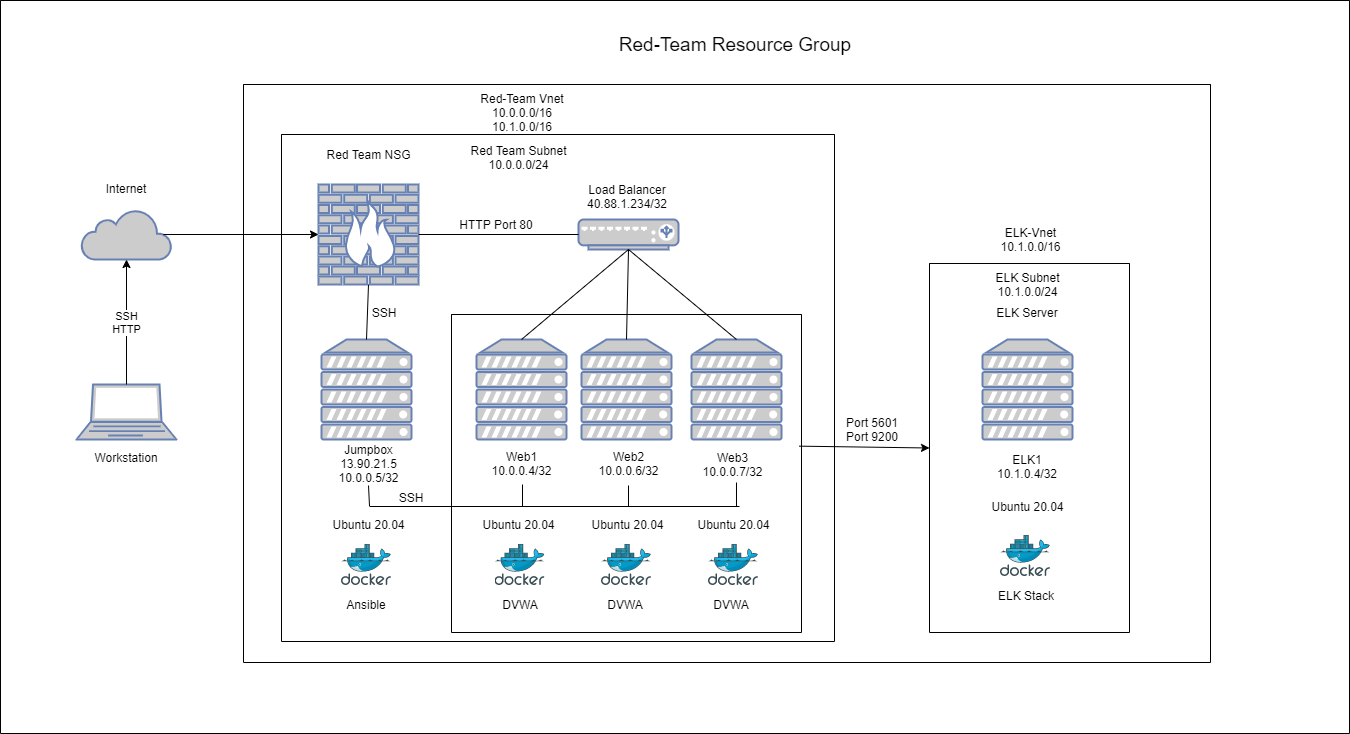 Red-Team Resource Group
Red-Team Vnet
10.0.0.0/16
10.1.0.0/16
Red Team NSG
Red Team Subnet
10.0.0.0/24
Internet
Load Balancer
40.88.1.234/32
HTTP Port 80
ELK-Vnet
10.1.0.0/16
ELK Subnet
10.1.0.0/24
ELK Server
SSH
HTTP
SSH
Port 5601
Port 9200
Workstation
Jumpbox
13.90.21.5
10.0.0.5/32
Web1
10.0.0.4/32
Web2
10.0.0.6/32
Web3
10.0.0.7/32
ELK1
10.1.0.4/32
SSH
Ubuntu 20.04
Ubuntu 20.04
Ubuntu 20.04
Ubuntu 20.04
Ubuntu 20.04
docker
docker
docker
docker
docker
Ansible
DVWA
DVWA
DVWA
ELK Stack